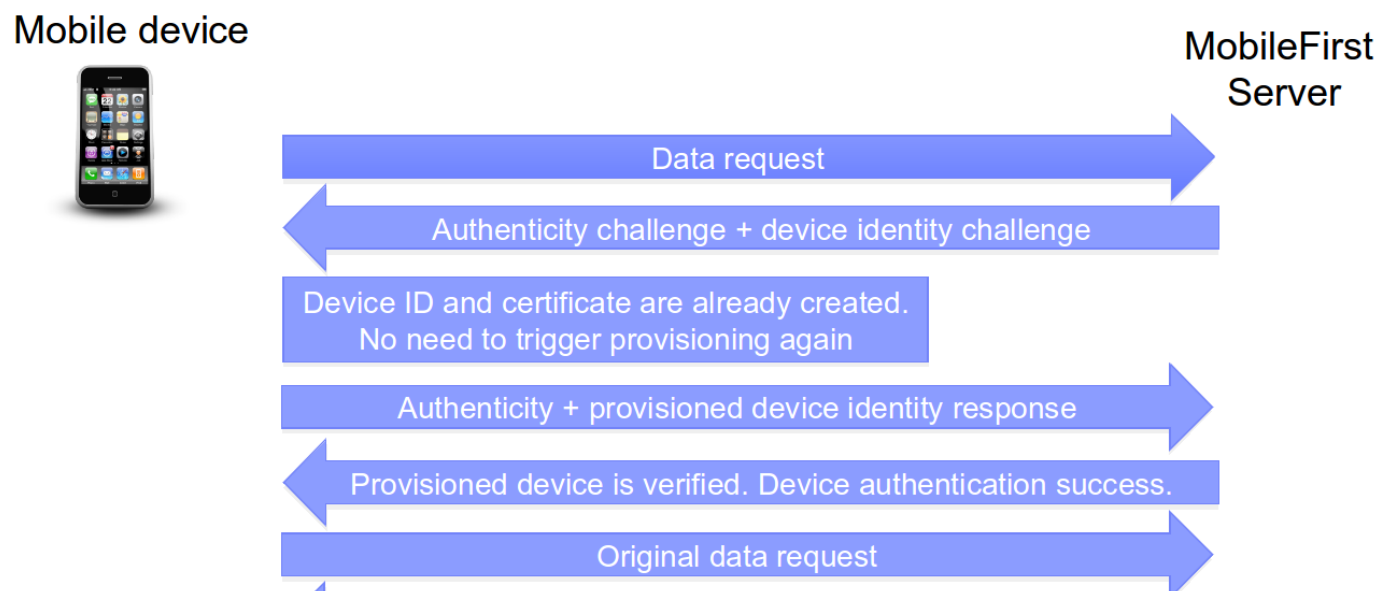 Mobile device
MobileFirst
Server
Data request
Authenticity challenge + device identity challenge
Device ID and certificate are already created.
No need to trigger provisioning again
Authenticity + provisioned device identity response
Provisioned device is verified. Device authentication success.
Original data request